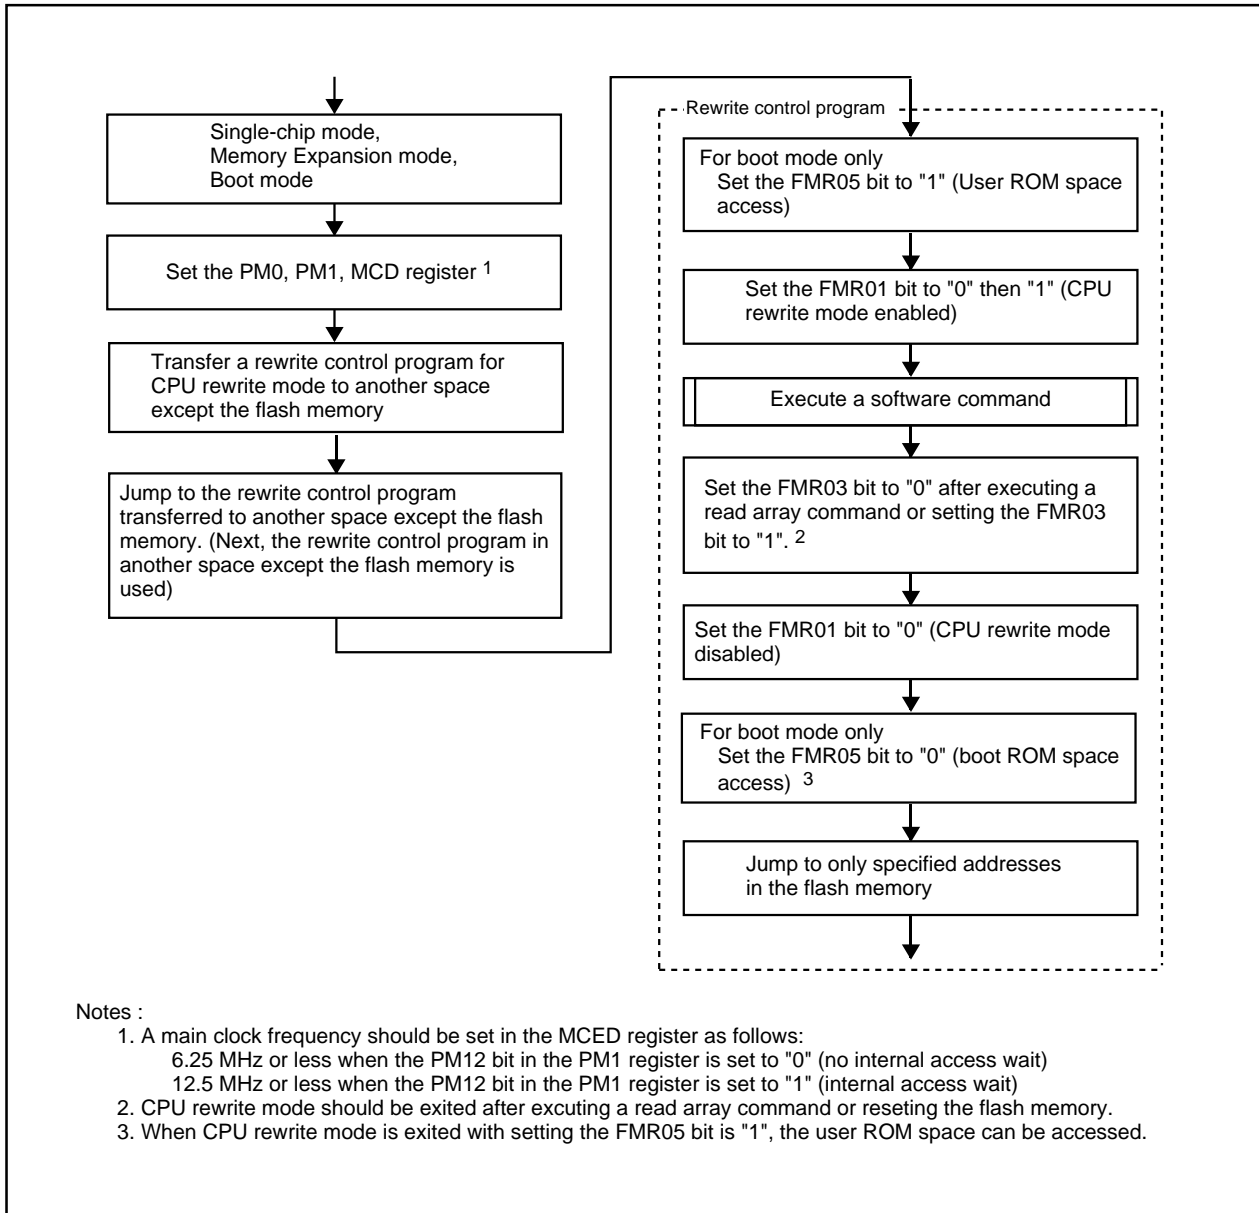 Single-chip mode,
Memory Expansion mode,
Boot mode
Set the PM0, PM1, MCD register 1
Transfer a rewrite control program for
CPU rewrite mode to another space
except the flash memory
Jump to the rewrite control program
transferred to another space except the flash
memory. (Next, the rewrite control program in
another space except the flash memory is
used)
Rewrite control program
For boot mode only
Set the FMR05 bit to "1" (User ROM space
access)
Set the FMR01 bit to "0" then "1" (CPU
rewrite mode enabled)
Execute a software command
Set the FMR03 bit to "0" after executing a
read array command or setting the FMR03
bit to "1". 2
Set the FMR01 bit to "0" (CPU rewrite mode
disabled)
For boot mode only
Set the FMR05 bit to "0" (boot ROM space
access) 3
Jump to only specified addresses
in the flash memory
Notes :
1. A main clock frequency should be set in the MCED register as follows:
6.25 MHz or less when the PM12 bit in the PM1 register is set to "0" (no internal access wait)
12.5 MHz or less when the PM12 bit in the PM1 register is set to "1" (internal access wait)
2. CPU rewrite mode should be exited after excuting a read array command or reseting the flash memory.
3. When CPU rewrite mode is exited with setting the FMR05 bit is "1", the user ROM space can be accessed.